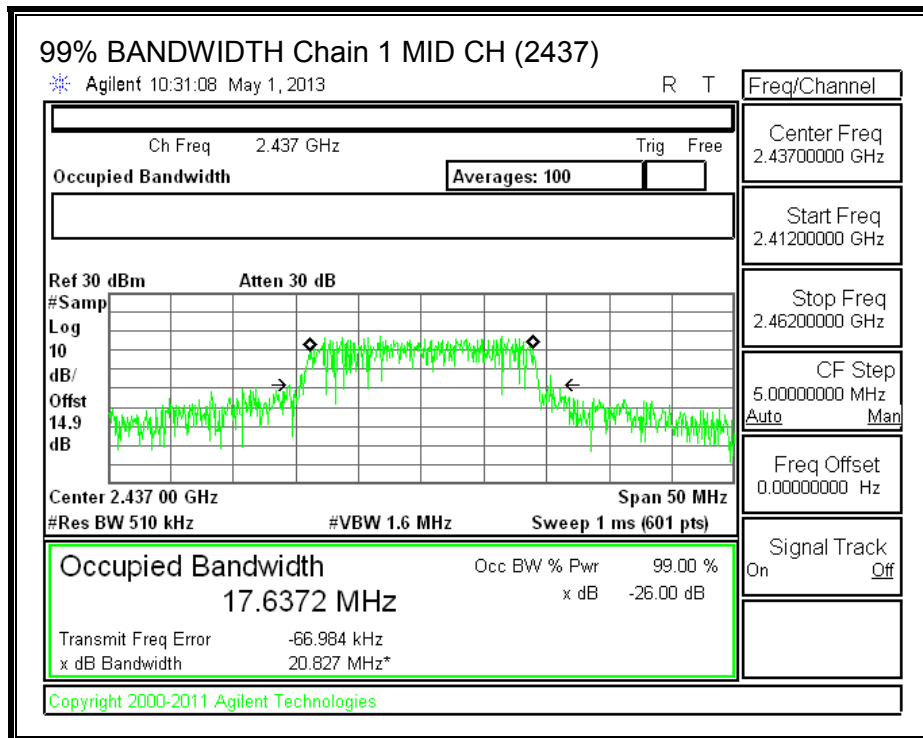 99% BANDWIDTH Chain 1 MID CH (2437)
Agilent 10:31:08 May 1, 2013 R T
Freq/Channel
Ch Freq 2.437 GHz Trig Free
Occupied Bandwidth Averages: 100
Center Freq
2.43700000 GHz
Start Freq
2.41200000 GHz
Stop Freq
2.46200000 GHz
CF Step
5.00000000 MHz
Auto Man
Freq Offset
0.00000000 Hz
Signal Track
On Off
Ref 30 dBm Atten 30 dB
#Samp
Log
10
dB/
Offst
14.9
dB
Center 2.437 00 GHz Span 50 MHz
#Res BW 510 kHz #VBW 1.6 MHz Sweep 1 ms (601 pts)
Occupied Bandwidth Occ BW % Pwr 99.00 %
17.6372 MHz x dB -26.00 dB
Transmit Freq Error -66.984 kHz
x dB Bandwidth 20.827 MHz*
Copyright 2000-2011 Agilent Technologies